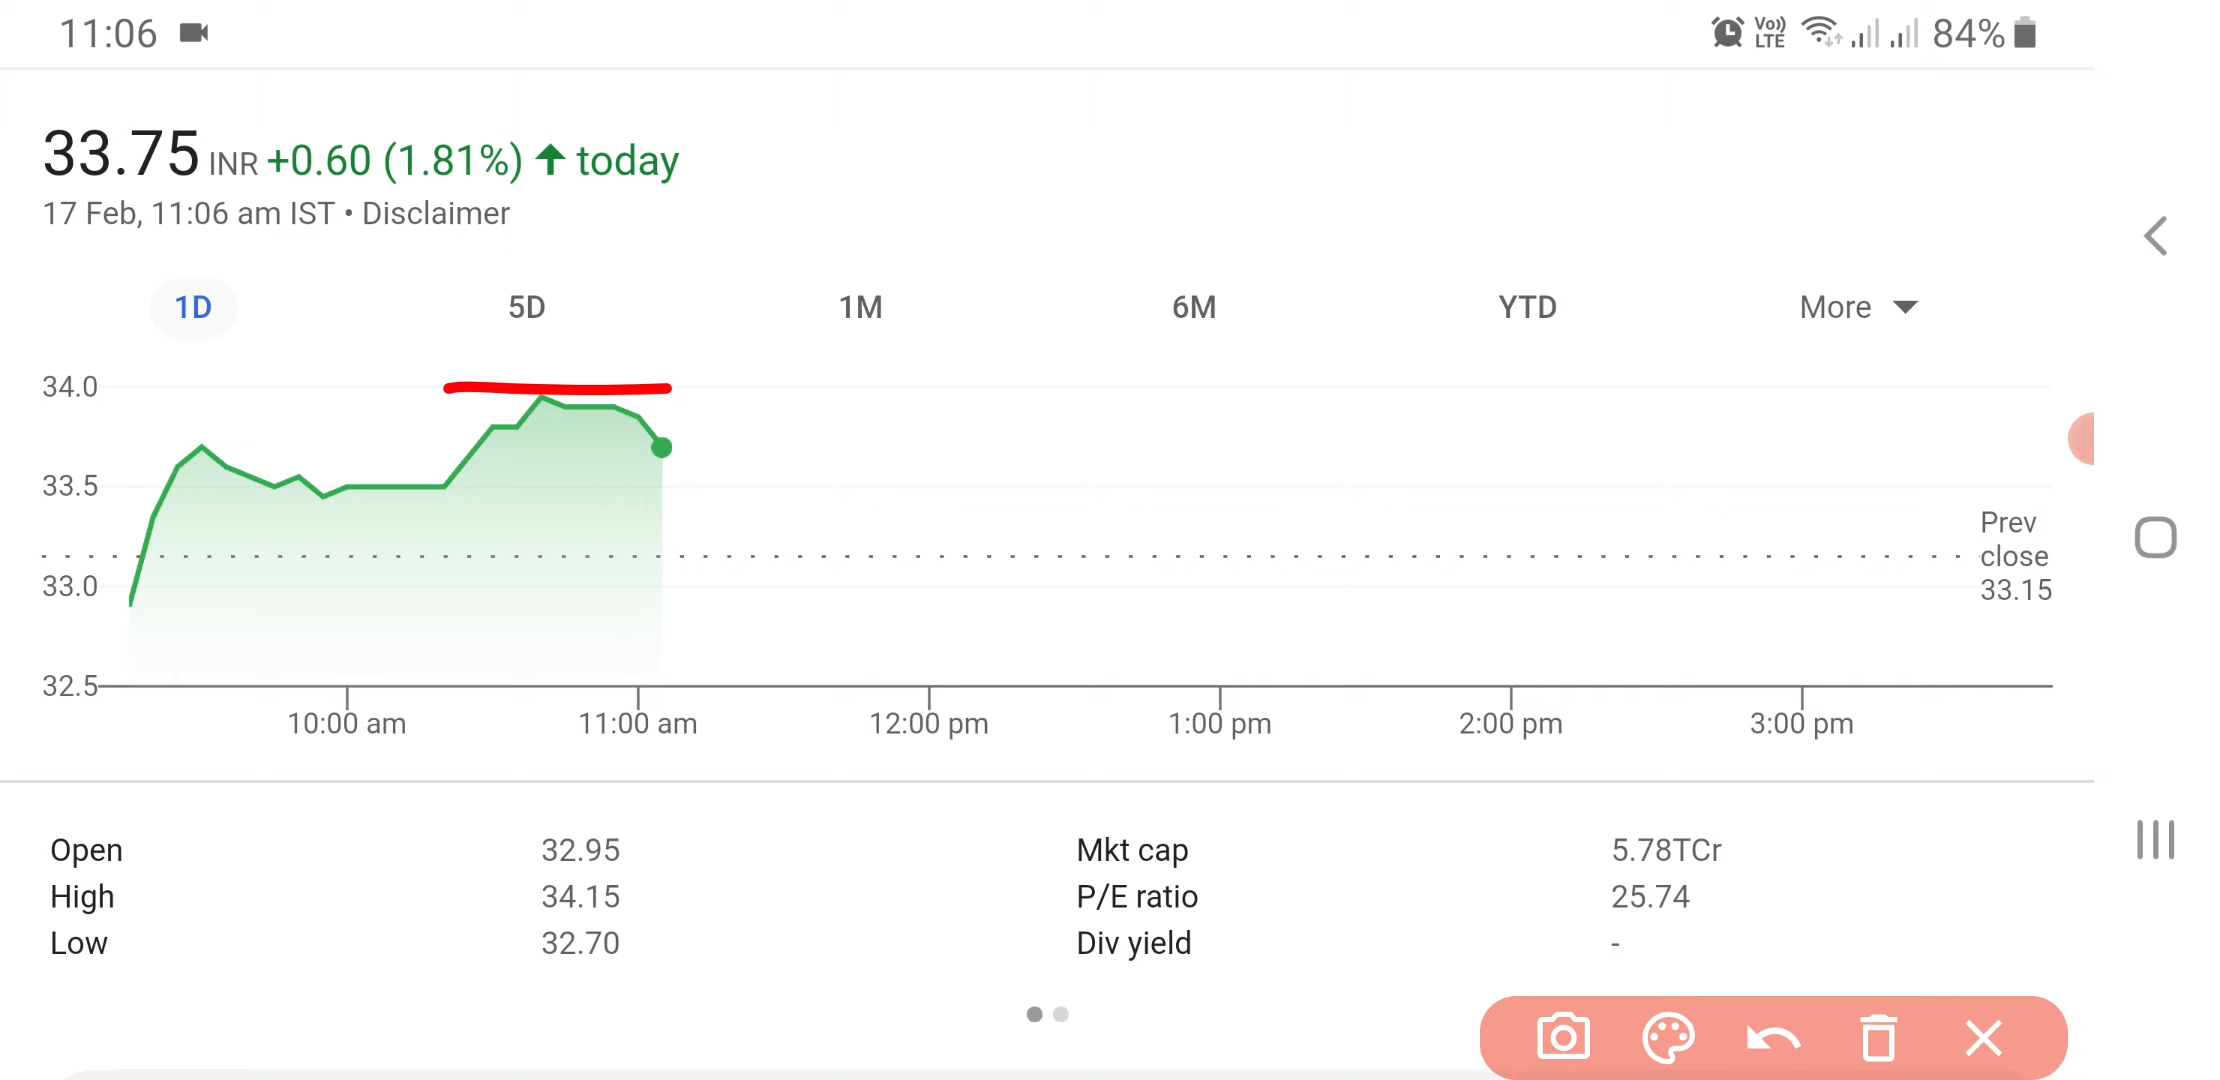 11:06
Vo)) LTE 84%
33.75 INR +0.60 (1.81%) ↑ today
17 Feb, 11:06 am IST • Disclaimer
1D 5D 1M 6M YTD More
34.0
33.5
33.0
32.5
Prev
close
33.15
10:00 am 11:00 am 12:00 pm 1:00 pm 2:00 pm 3:00 pm
Open 32.95 Mkt cap 5.78TCr
High 34.15 P/E ratio 25.74
Low 32.70 Div yield -